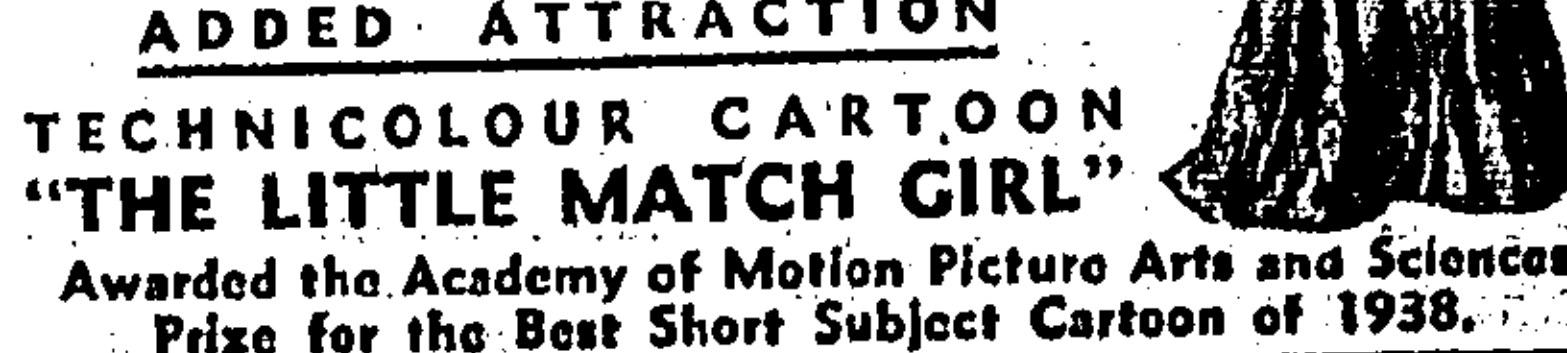 ADDED ATTRACTION
TECHNICOLOUR CARTOON
"THE LITTLE MATCH GIRL"
Awarded the Academy of Motion Picture Arts and Sciences
Prize for the Best Short Subject Cartoon of 1938.